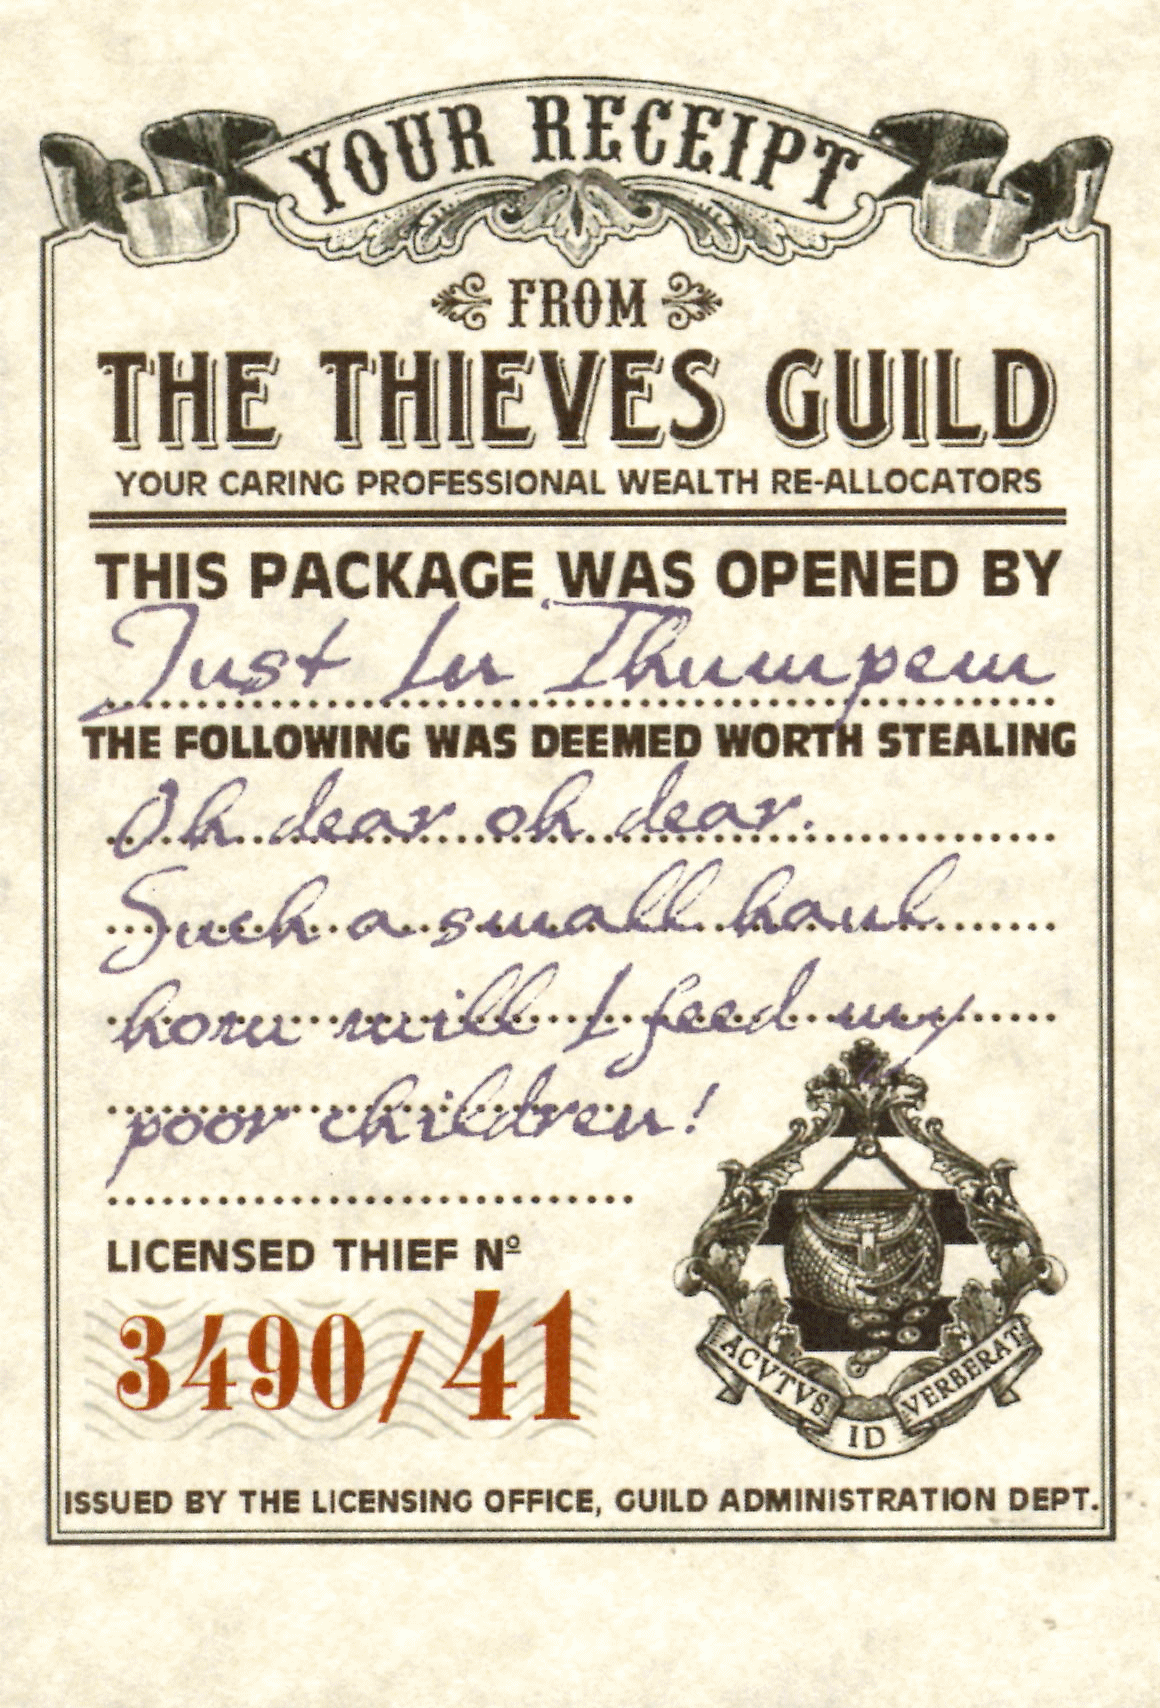 YOUR RECEIPT
FROM
THE THIEVES GUILD
YOUR CARING PROFESSIONAL WEALTH RE-ALLOCATORS
THIS PACKAGE WAS OPENED BY
Just In Thumpem
THE FOLLOWING WAS DEEMED WORTH STEALING
Oh dear oh dear.
Such a small haul
how will I feed my
poor children!
LICENSED THIEF Nº
3490/41
ACVTVS ID VERBERAT
ISSUED BY THE LICENSING OFFICE, GUILD ADMINISTRATION DEPT.